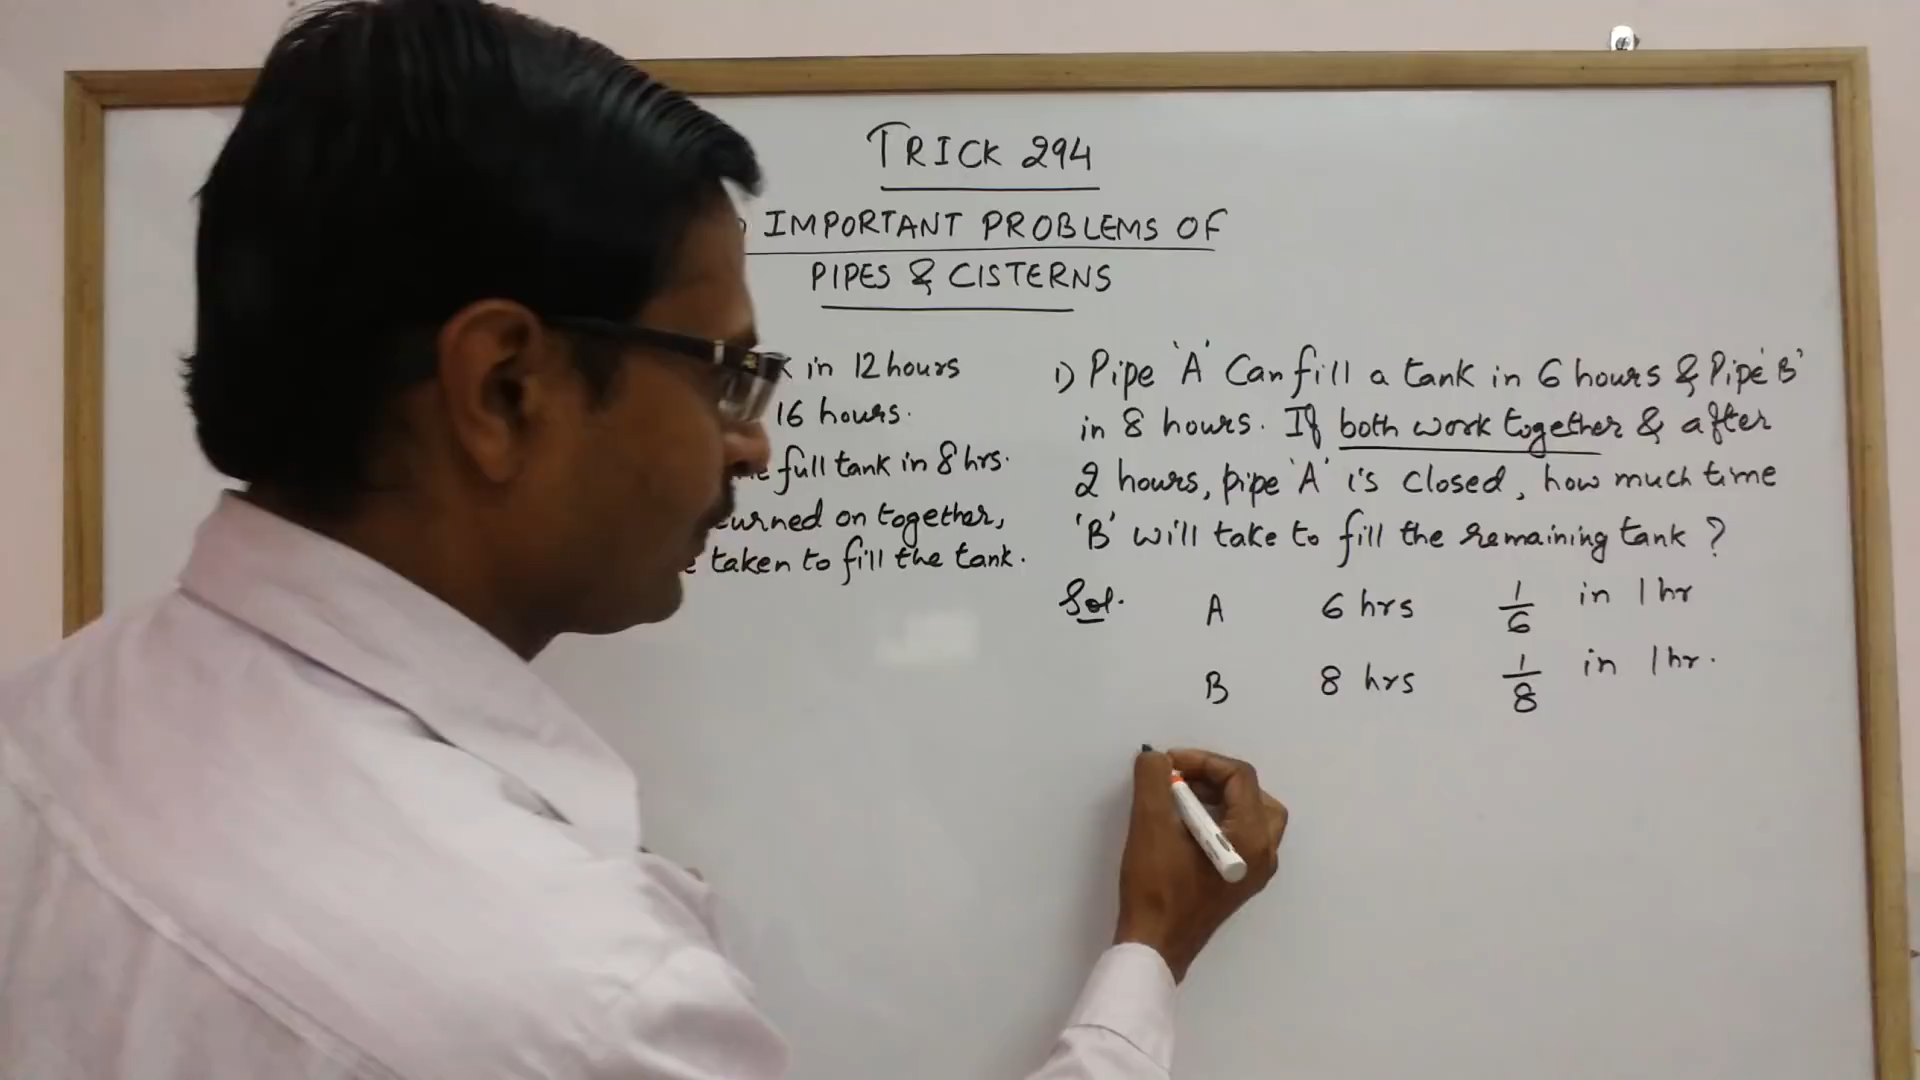 TRICK 294
IMPORTANT PROBLEMS OF
PIPES & CISTERNS
in 12 hours
16 hours.
full tank in 8 hrs.
turned on together,
taken to fill the tank.
1) Pipe 'A' Can fill a tank in 6 hours & Pipe 'B'
in 8 hours. If both work together & after
2 hours, pipe 'A' is closed, how much time
'B' will take to fill the remaining tank ?
Sol. A 6 hrs 1/6 in 1 hr
B 8 hrs 1/8 in 1 hr.